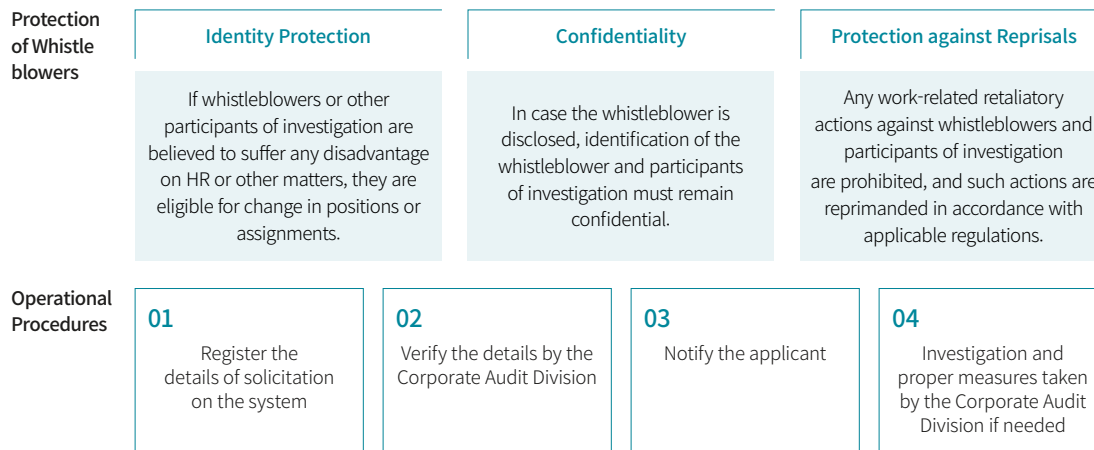 Protection
of Whistle
blowers
Identity Protection
If whistleblowers or other
participants of investigation are
believed to suffer any disadvantage
on HR or other matters, they are
eligible for change in positions or
assignments.
Confidentiality
In case the whistleblower is
disclosed, identification of the
whistleblower and participants
of investigation must remain
confidential.
Protection against Reprisals
Any work-related retaliatory
actions against whistleblowers and
participants of investigation
are prohibited, and such actions are
reprimanded in accordance with
applicable regulations.
Operational
Procedures
01
Register the
details of solicitation
on the system
02
Verify the details by the
Corporate Audit Division
03
Notify the applicant
04
Investigation and
proper measures taken
by the Corporate Audit
Division if needed